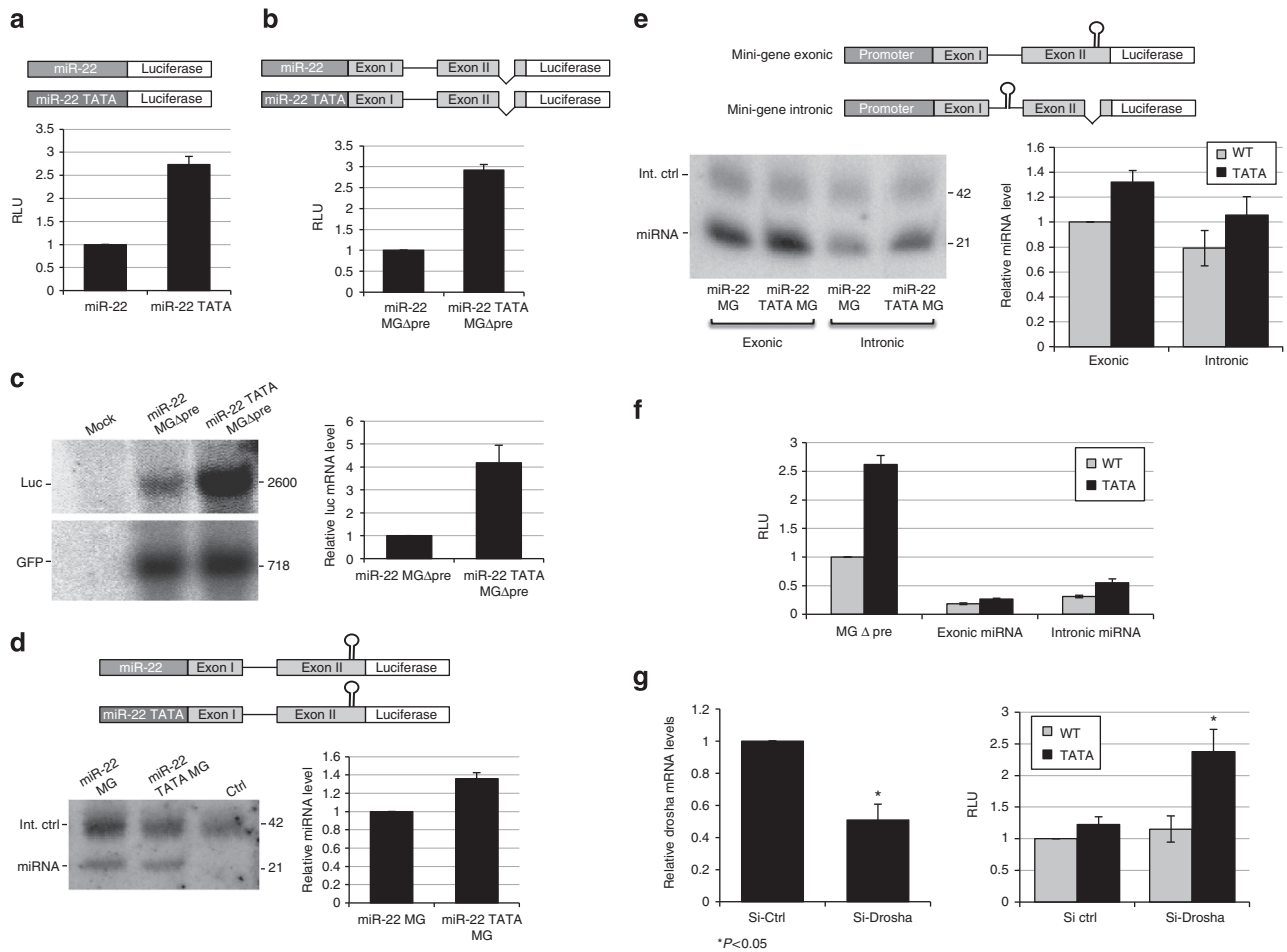 a
miR-22 Luciferase
miR-22 TATA Luciferase
3.5
3
2.5
2
1.5
1
0.5
0
RLU
miR-22 miR-22 TATA
b
miR-22 Exon I Exon II Luciferase
miR-22 TATA Exon I Exon II Luciferase
3.5
3
2.5
2
1.5
1
0.5
0
RLU
miR-22 MGΔpre
miR-22 TATA MGΔpre
c
Mock
miR-22 MGΔpre
miR-22 TATA MGΔpre
Luc
2600
GFP
718
6
5
4
3
2
1
0
Relative luc mRNA level
miR-22 MGΔpre
miR-22 TATA MGΔpre
d
miR-22 Exon I Exon II Luciferase
miR-22 TATA Exon I Exon II Luciferase
miR-22 MG
miR-22 TATA MG
Ctrl
Int. ctrl
42
miRNA
21
1.6
1.4
1.2
1
0.8
0.6
0.4
0.2
0
Relative miRNA level
miR-22 MG
miR-22 TATA MG
e
Mini-gene exonic Promoter Exon I Exon II Luciferase
Mini-gene intronic Promoter Exon I Exon II Luciferase
Int. ctrl
42
miRNA
21
miR-22 MG
miR-22 TATA MG
miR-22 MG
miR-22 TATA MG
Exonic Intronic
1.6
1.4
1.2
1
0.8
0.6
0.4
0.2
0
Relative miRNA level
WT
TATA
Exonic Intronic
f
3
2.5
2
1.5
1
0.5
0
RLU
WT
TATA
MG Δ pre Exonic miRNA Intronic miRNA
g
1.2
1
0.8
0.6
0.4
0.2
0
Relative drosha mRNA levels
*
Si-Ctrl Si-Drosha
*P<0.05
3
2.5
2
1.5
1
0.5
0
RLU
WT
TATA
*
Si ctrl Si-Drosha